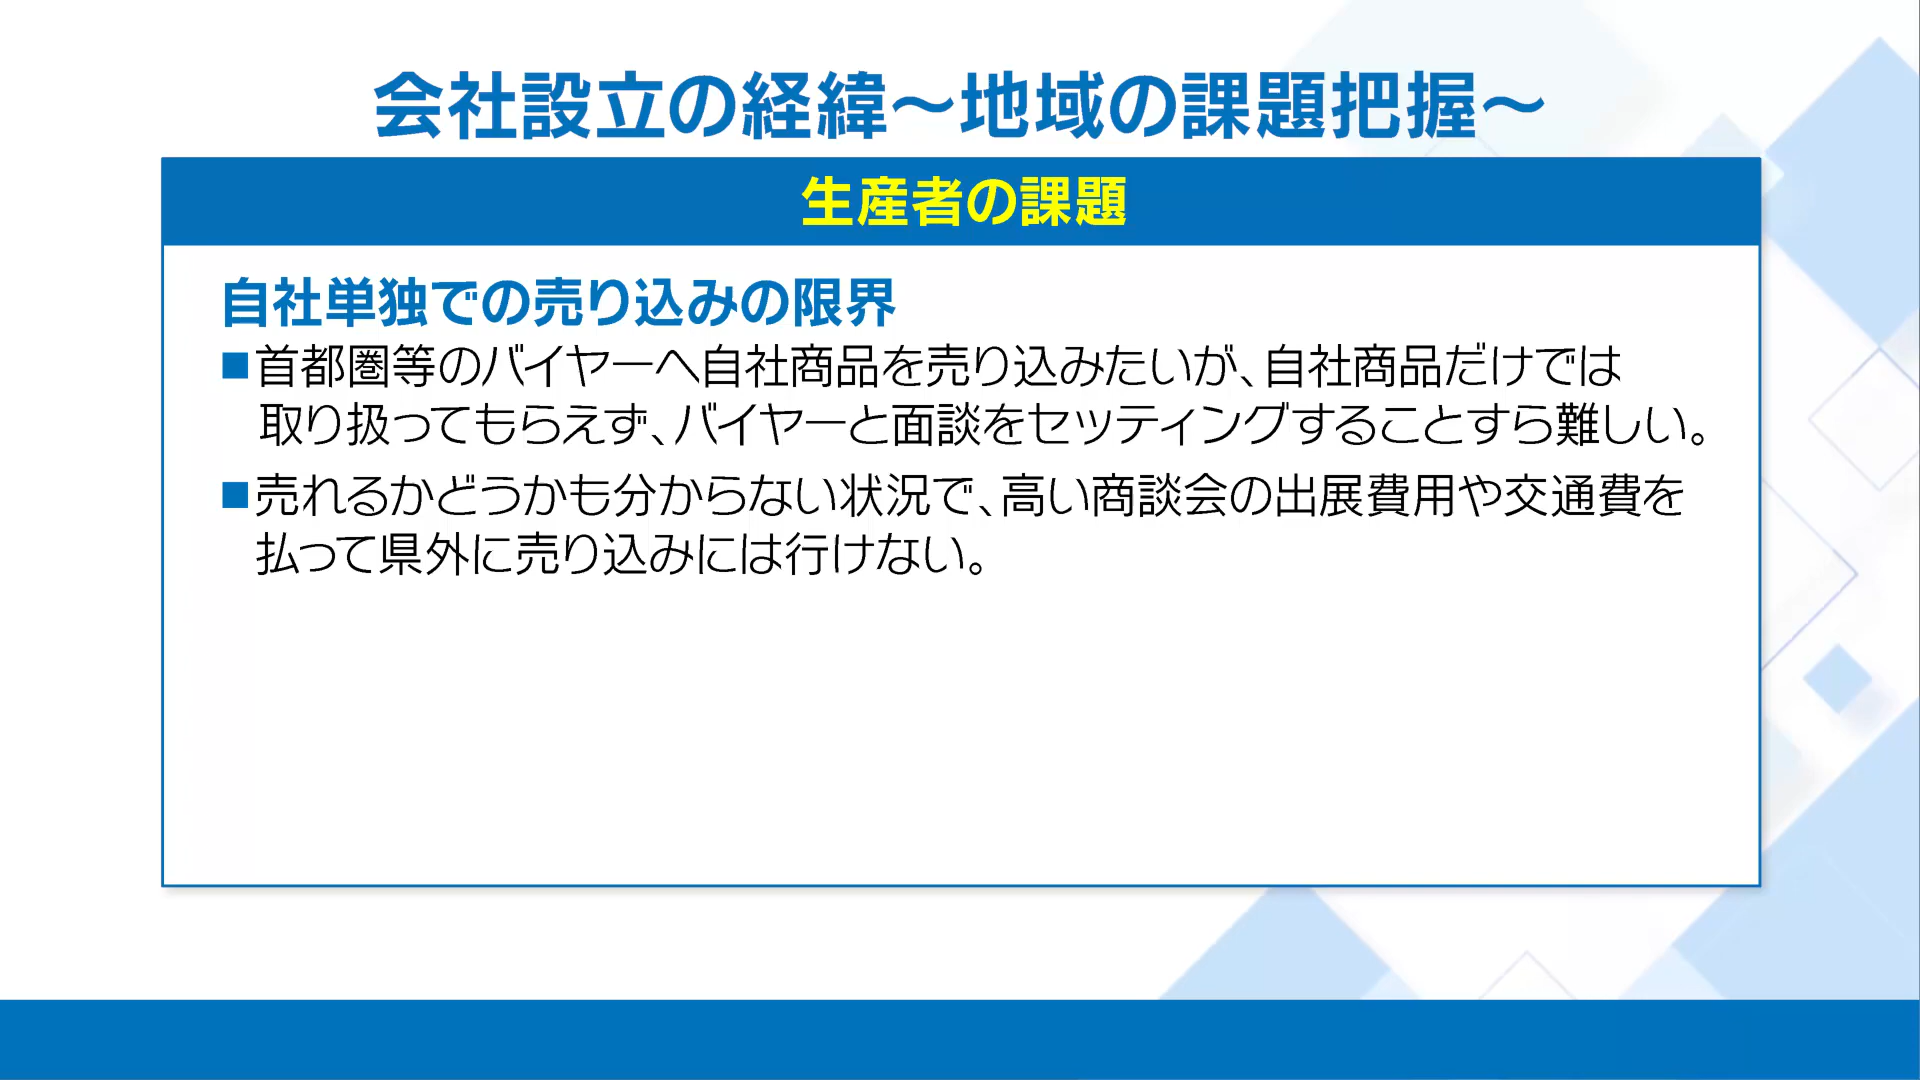 会社設立の経緯～地域の課題把握～
生産者の課題
自社単独での売り込みの限界
■首都圏等のバイヤーへ自社商品を売り込みたいが、自社商品だけでは
取り扱ってもらえず、バイヤーと面談をセッティングすることすら難しい。
■売れるかどうかも分からない状況で、高い商談会の出展費用や交通費を
払って県外に売り込みには行けない。